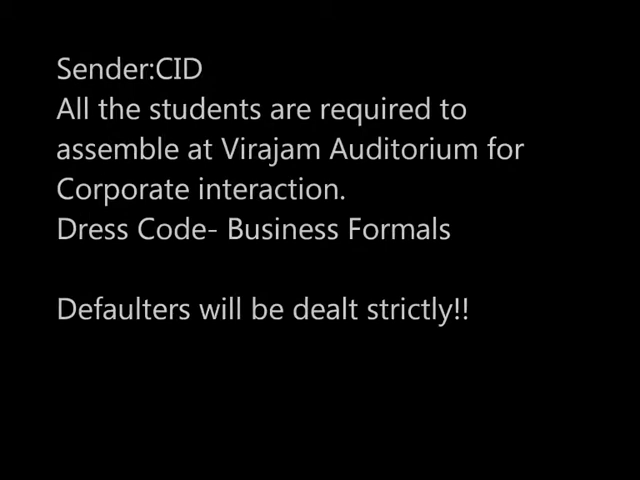 Sender:CID
All the students are required to
assemble at Virajam Auditorium for
Corporate interaction.
Dress Code- Business Formals
Defaulters will be dealt strictly!!